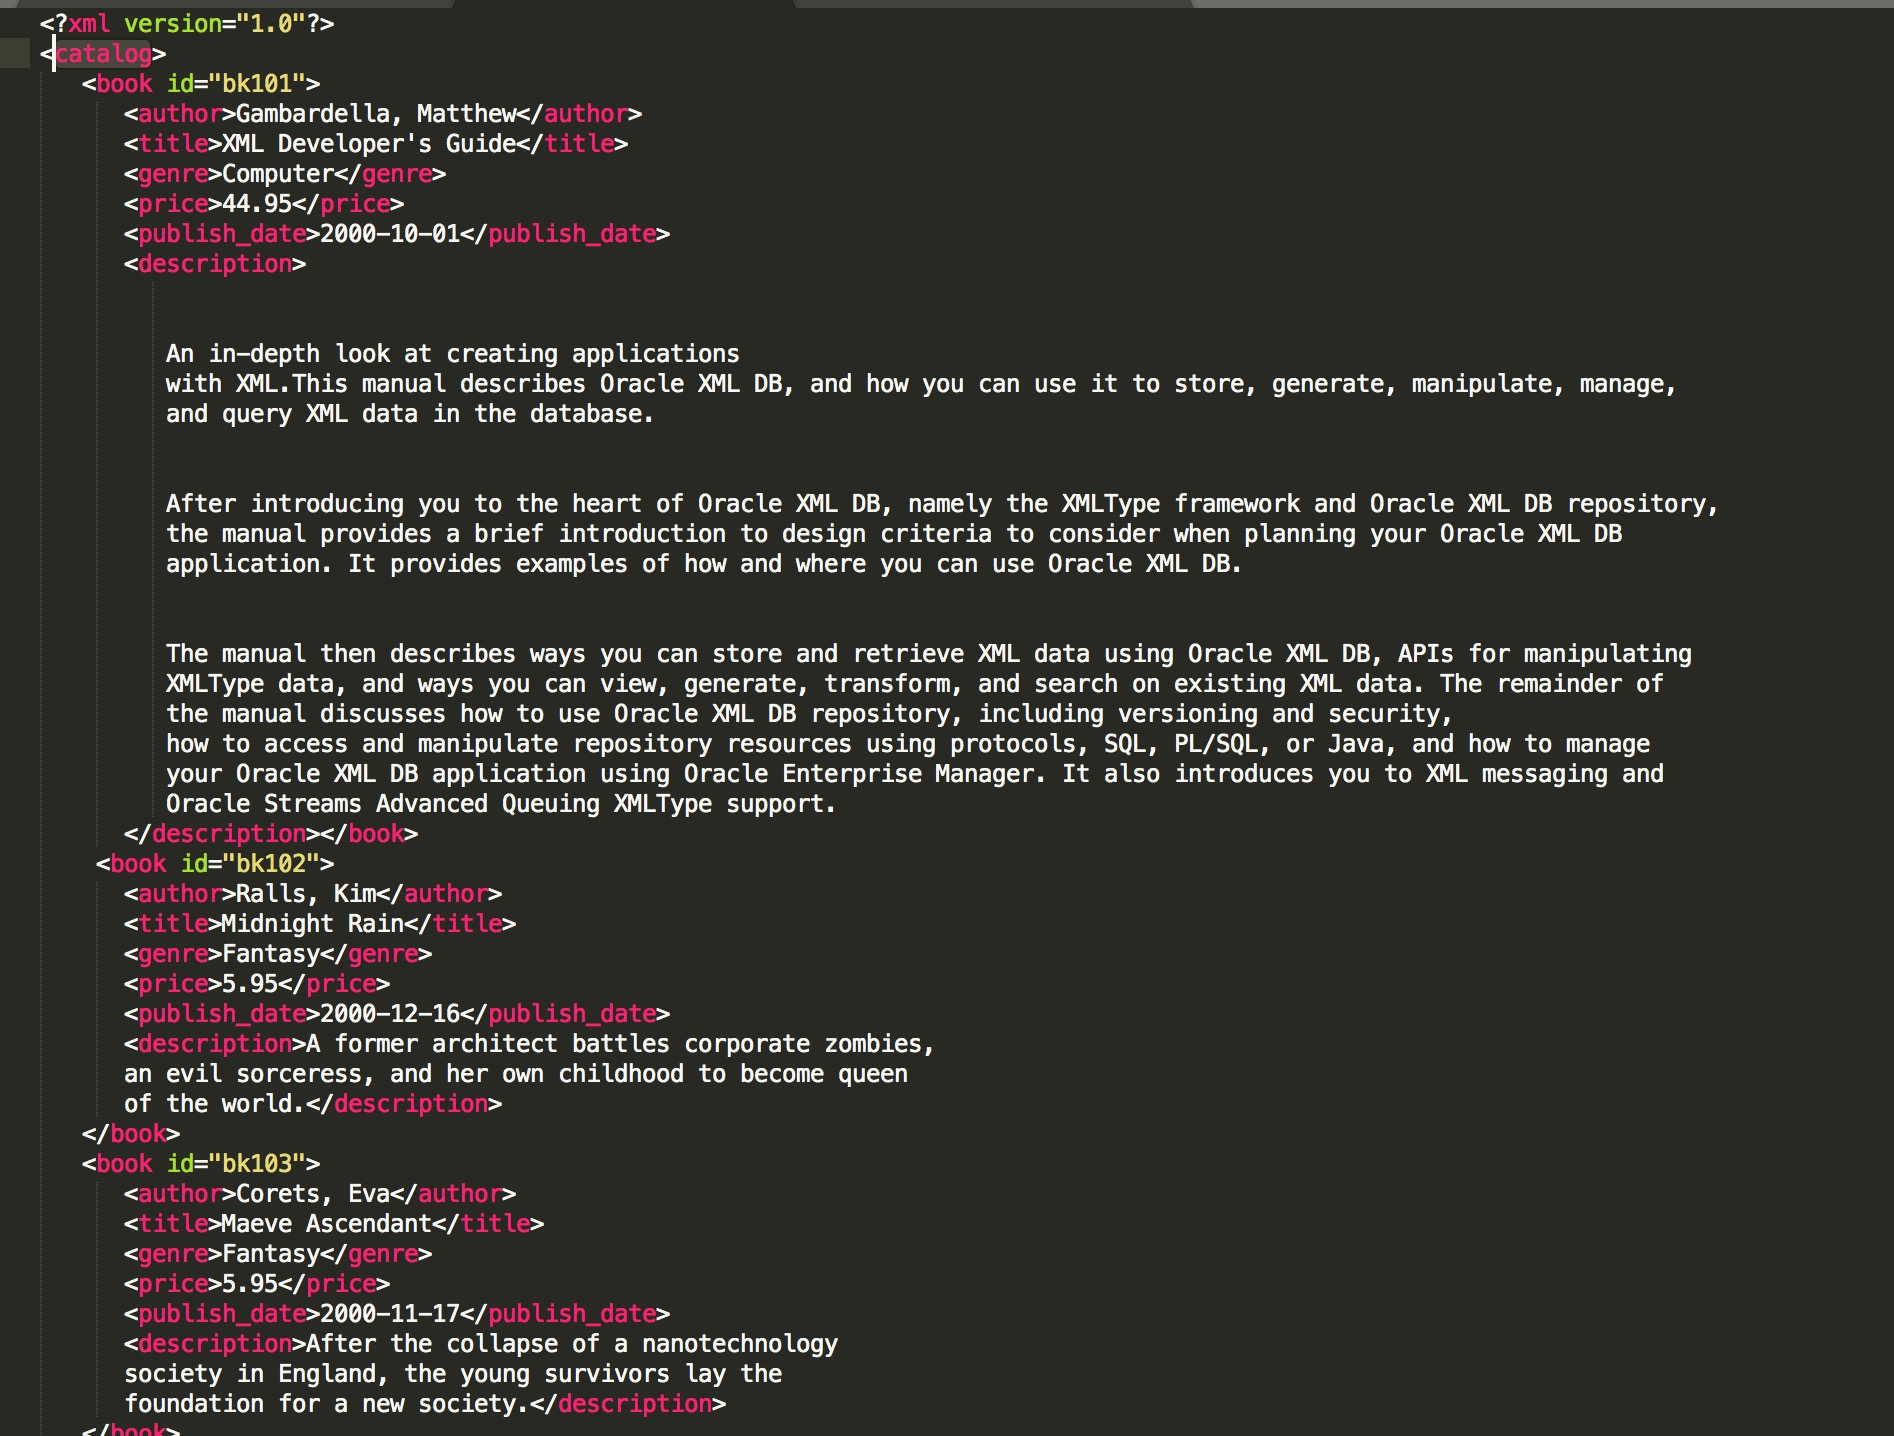 <?xml version="1.0"?>
<catalog>
<book id="bk101">
<author>Gambardella, Matthew</author>
<title>XML Developer's Guide</title>
<genre>Computer</genre>
<price>44.95</price>
<publish_date>2000-10-01</publish_date>
<description>
An in-depth look at creating applications
with XML.This manual describes Oracle XML DB, and how you can use it to store, generate, manipulate, manage,
and query XML data in the database.
After introducing you to the heart of Oracle XML DB, namely the XMLType framework and Oracle XML DB repository,
the manual provides a brief introduction to design criteria to consider when planning your Oracle XML DB
application. It provides examples of how and where you can use Oracle XML DB.
The manual then describes ways you can store and retrieve XML data using Oracle XML DB, APIs for manipulating
XMLType data, and ways you can view, generate, transform, and search on existing XML data. The remainder of
the manual discusses how to use Oracle XML DB repository, including versioning and security,
how to access and manipulate repository resources using protocols, SQL, PL/SQL, or Java, and how to manage
your Oracle XML DB application using Oracle Enterprise Manager. It also introduces you to XML messaging and
Oracle Streams Advanced Queuing XMLType support.
</description></book>
<book id="bk102">
<author>Ralls, Kim</author>
<title>Midnight Rain</title>
<genre>Fantasy</genre>
<price>5.95</price>
<publish_date>2000-12-16</publish_date>
<description>A former architect battles corporate zombies,
an evil sorceress, and her own childhood to become queen
of the world.</description>
</book>
<book id="bk103">
<author>Corets, Eva</author>
<title>Maeve Ascendant</title>
<genre>Fantasy</genre>
<price>5.95</price>
<publish_date>2000-11-17</publish_date>
<description>After the collapse of a nanotechnology
society in England, the young survivors lay the
foundation for a new society.</description>
</book>